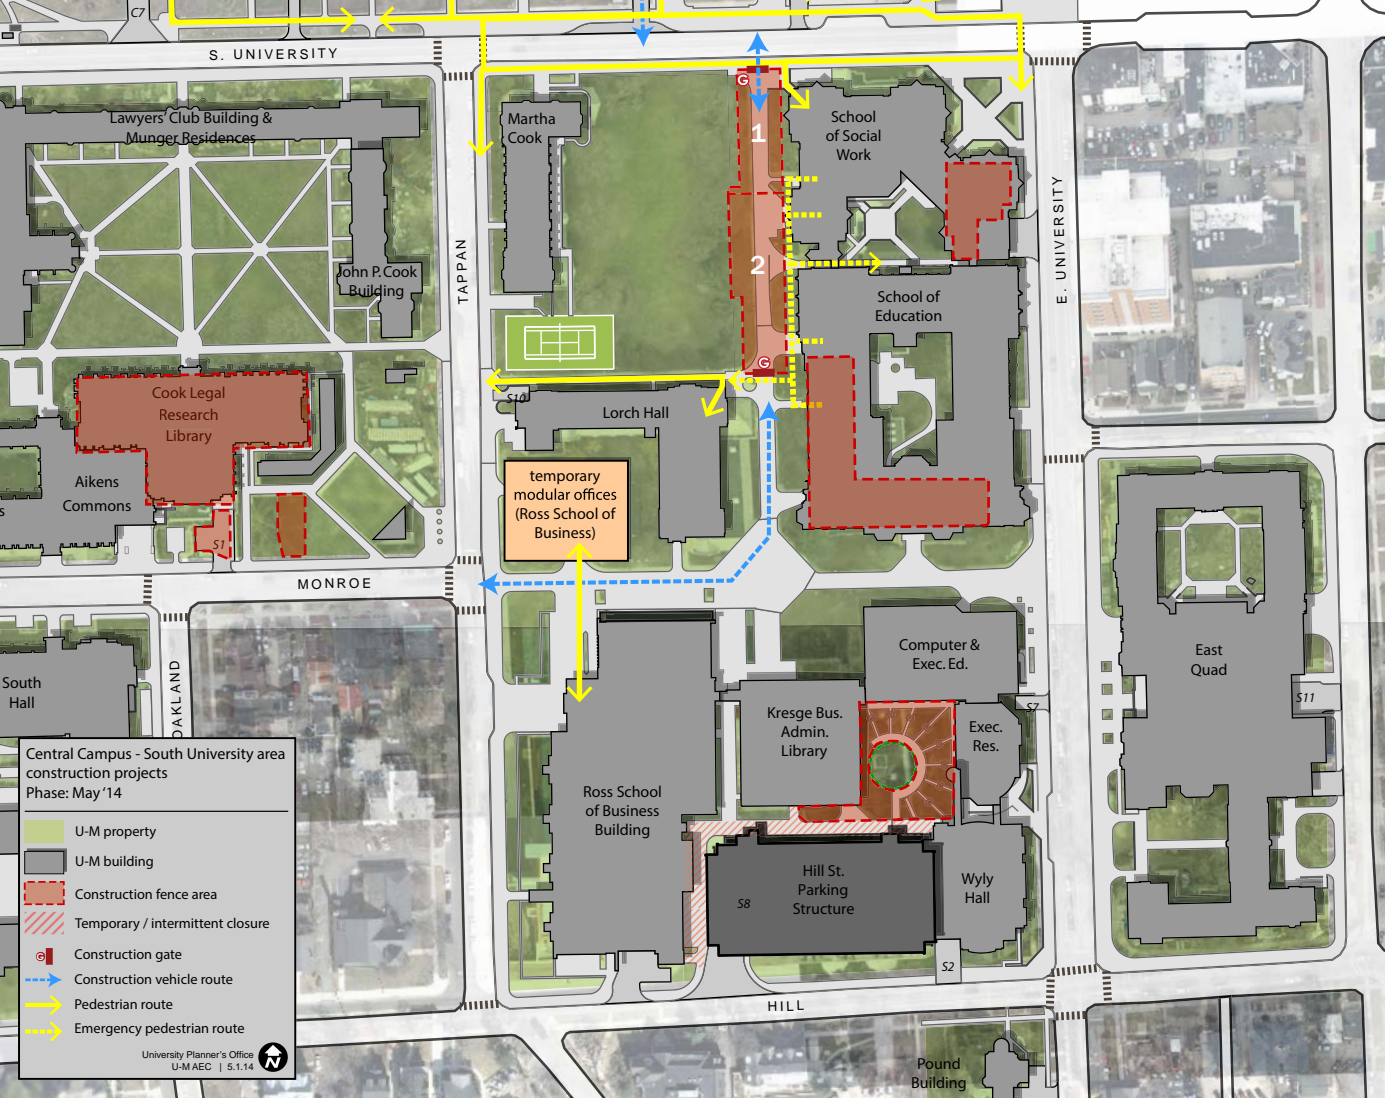 C7
S. UNIVERSITY
Lawyers' Club Building &
Munger Residences
Martha
Cook
G
1
School
of Social
Work
John P. Cook
Building
TAPPAN
2
E. UNIVERSITY
School of
Education
G
Cook Legal
Research
Library
S10
Lorch Hall
Aikens
Commons
s
S1
temporary
modular offices
(Ross School of
Business)
MONROE
Computer &
Exec. Ed.
East
Quad
South
Hall
OAKLAND
S11
S7
Kresge Bus.
Admin.
Library
Exec.
Res.
Ross School
of Business
Building
Hill St.
Parking
Structure
S8
Wyly
Hall
S2
HILL
Pound
Building
Central Campus - South University area
construction projects
Phase: May '14
U-M property
U-M building
Construction fence area
Temporary / intermittent closure
G
Construction gate
Construction vehicle route
Pedestrian route
Emergency pedestrian route
University Planner's Office
U-M AEC | 5.1.14
N